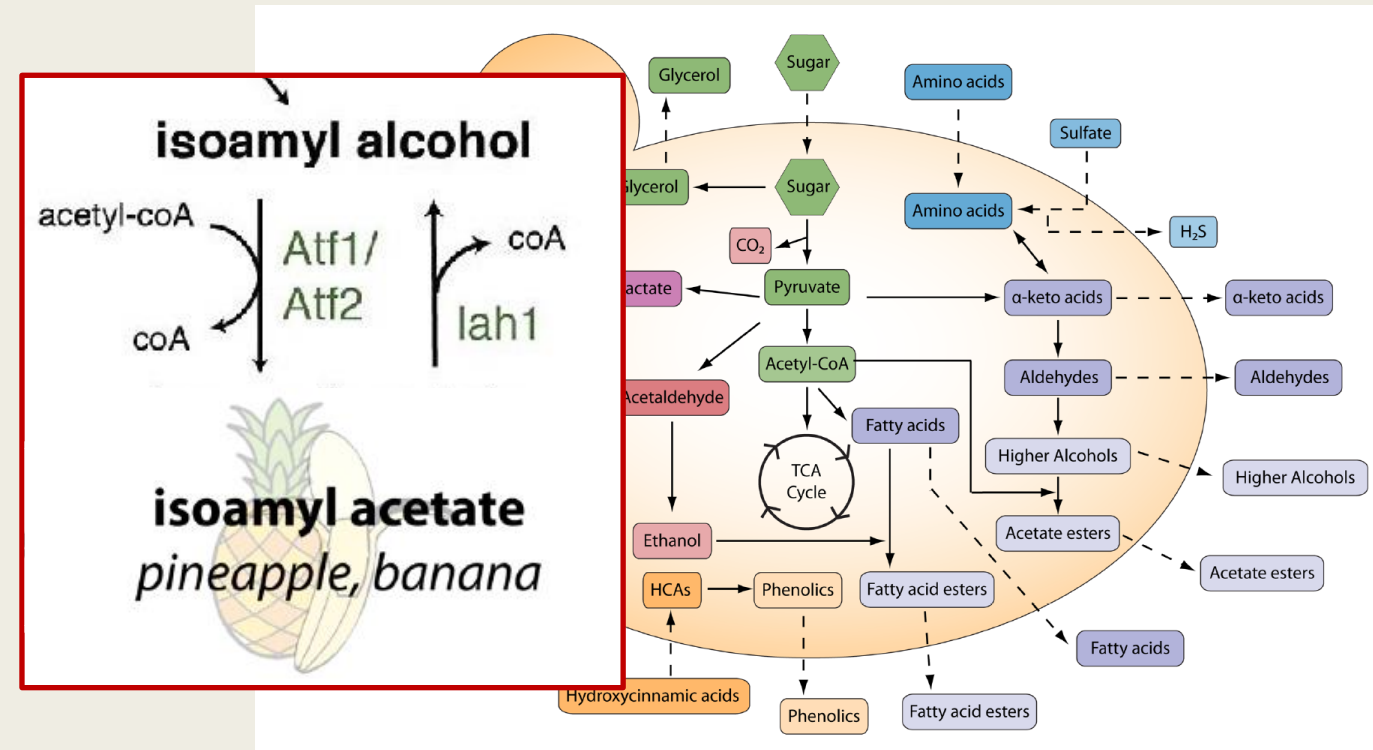 isoamyl alcohol
acetyl-coA
Atf1/
Atf2
coA
coA
Iah1
isoamyl acetate
pineapple, banana
Glycerol
Sugar
Amino acids
Sulfate
Glycerol
Sugar
Amino acids
H₂S
CO₂
actate
Pyruvate
α-keto acids
α-keto acids
Acetyl-CoA
Aldehydes
Aldehydes
Acetaldehyde
Fatty acids
Higher Alcohols
Higher Alcohols
TCA
Cycle
Ethanol
Acetate esters
Acetate esters
HCAs
Phenolics
Fatty acid esters
Fatty acids
Hydroxycinnamic acids
Phenolics
Fatty acid esters